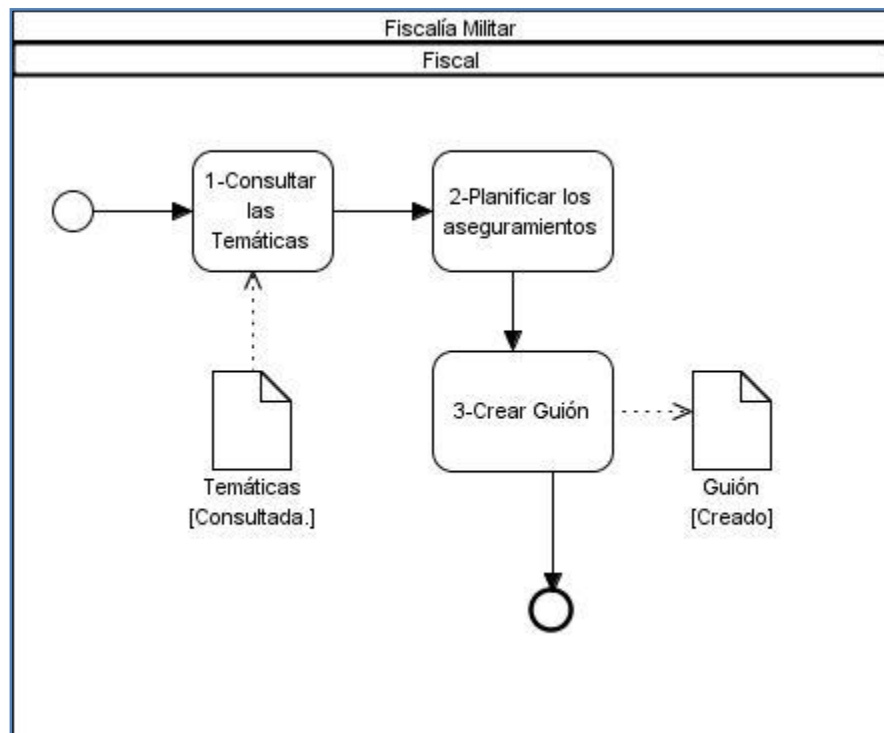 Fiscalía Militar
Fiscal
1-Consultar
las
Temáticas
2-Planificar los
aseguramientos
3-Crear Guión
Temáticas
[Consultada.]
Guión
[Creado]